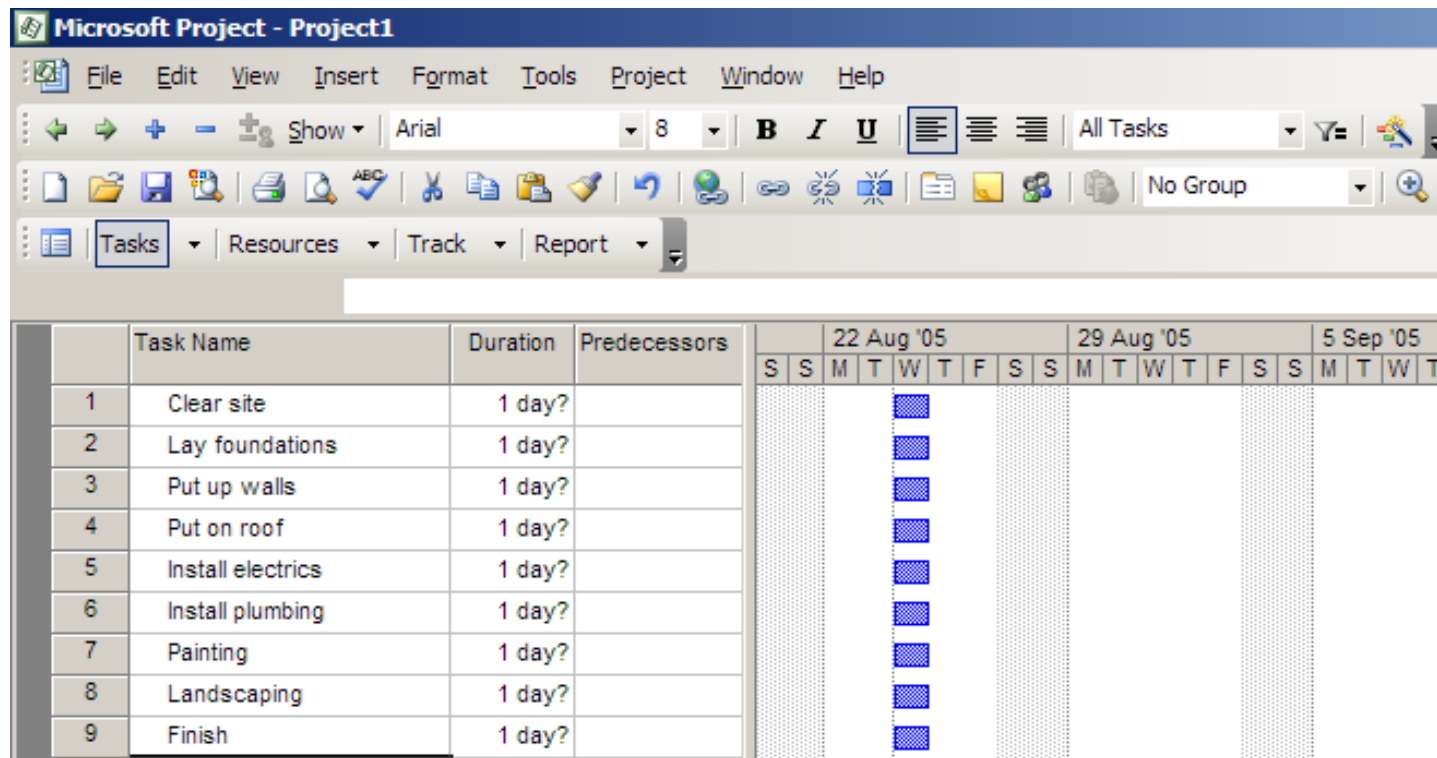 Microsoft Project - Project1
File Edit View Insert Format Tools Project Window Help
Show Arial 8 B I U All Tasks
ABC No Group
Tasks Resources Track Report
Task Name Duration Predecessors 22 Aug '05 29 Aug '05 5 Sep '05
S S M T W T F S S M T W T F S S M T W T
1 Clear site 1 day?
2 Lay foundations 1 day?
3 Put up walls 1 day?
4 Put on roof 1 day?
5 Install electrics 1 day?
6 Install plumbing 1 day?
7 Painting 1 day?
8 Landscaping 1 day?
9 Finish 1 day?